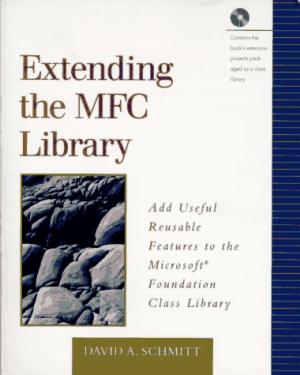 Contains the
book's extension
projects pack-
aged as a class
library
Extending
the MFC
Library
Add Useful
Reusable
Features to the
Microsoft®
Foundation
Class Library
DAVID A. SCHMITT